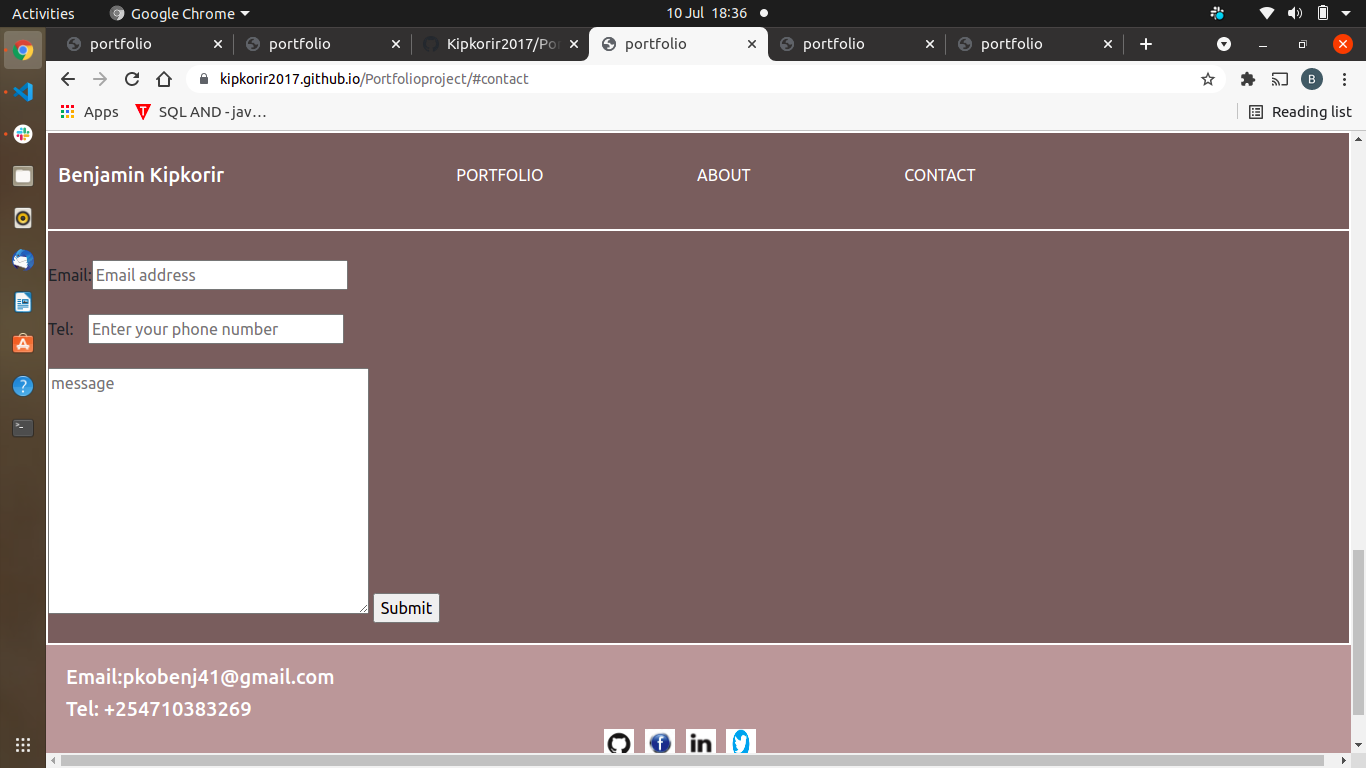 Activities Google Chrome 10 Jul 18:36
portfolio portfolio Kipkorir2017/Po portfolio portfolio portfolio
kipkorir2017.github.io/Portfolioproject/#contact B
Apps SQL AND - jav… Reading list
Benjamin Kipkorir PORTFOLIO ABOUT CONTACT
Email: Email address
Tel: Enter your phone number
message
Submit
Email:pkobenj41@gmail.com
Tel: +254710383269
in